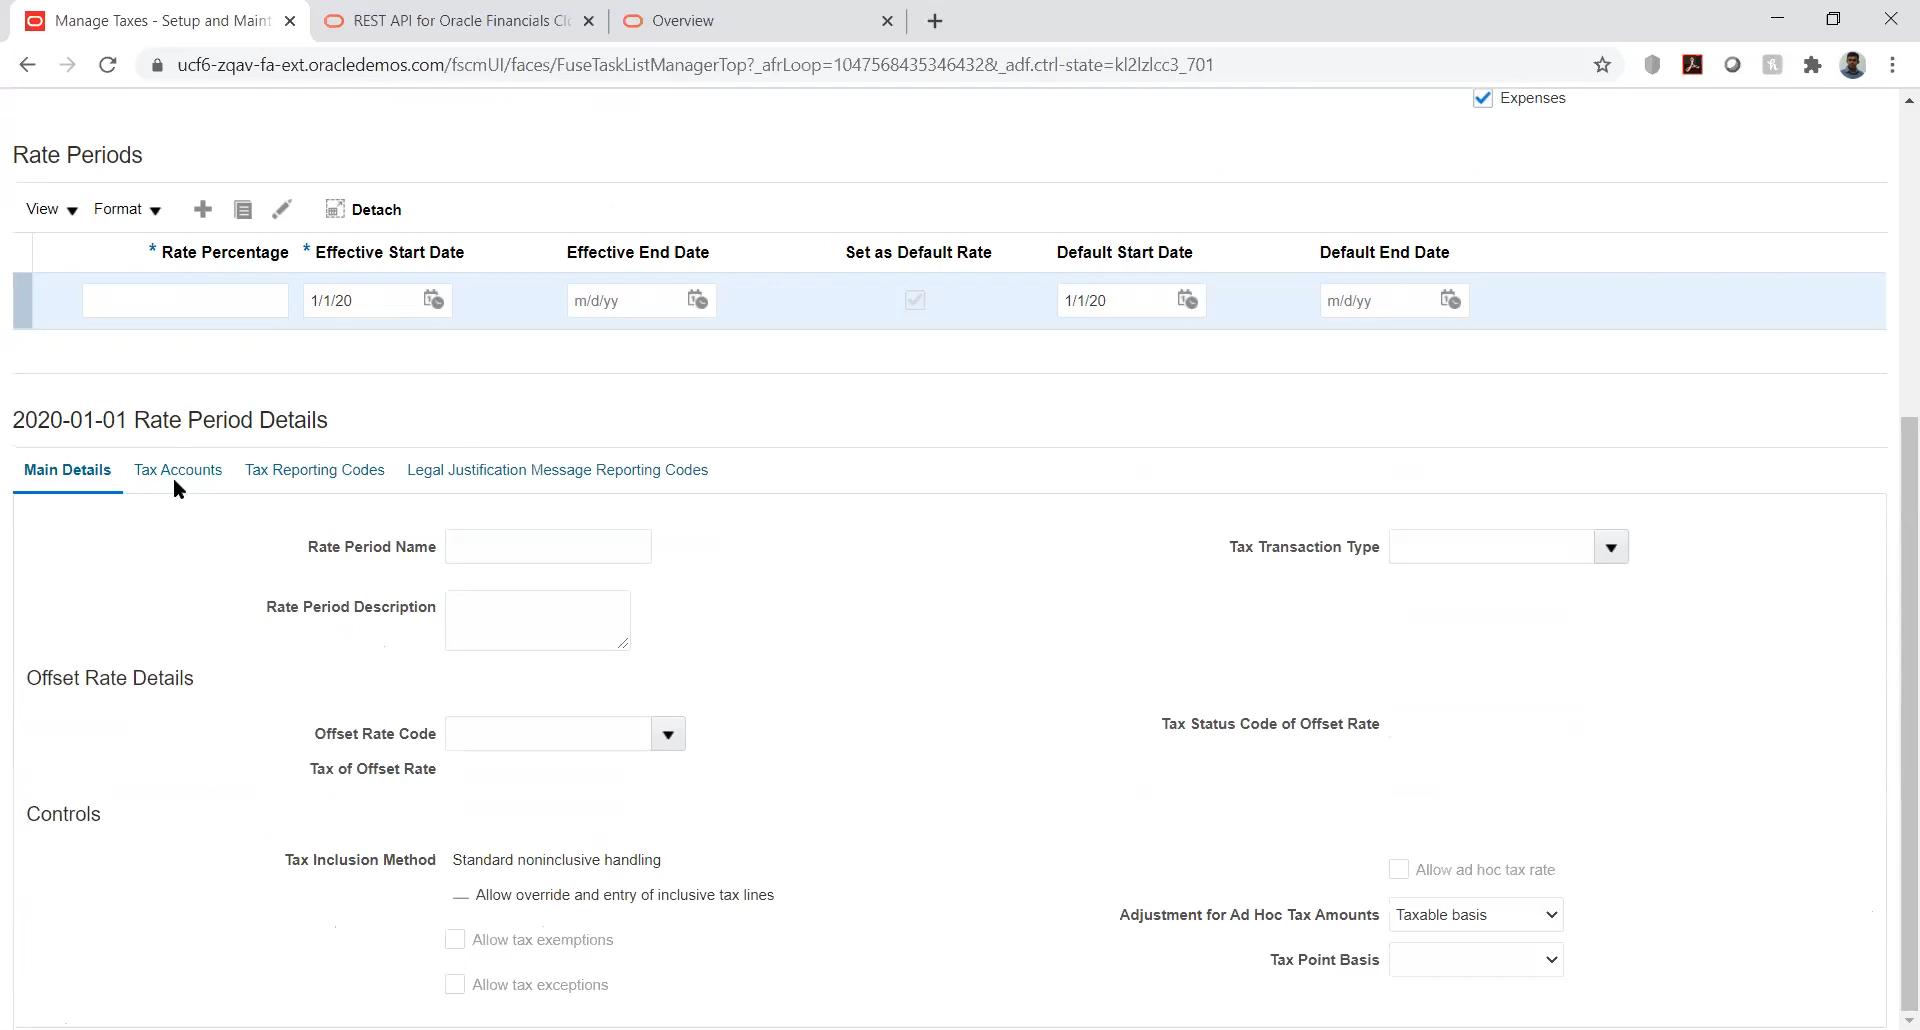 Manage Taxes - Setup and Maint
REST API for Oracle Financials Clo
Overview
ucf6-zqav-fa-ext.oracledemos.com/fscmUI/faces/FuseTaskListManagerTop?_afrLoop=10475684353464432&_adf.ctrl-state=kl2lzlcc3_701
Expenses
Rate Periods
View Format Detach
* Rate Percentage * Effective Start Date Effective End Date Set as Default Rate Default Start Date Default End Date
1/1/20 m/d/yy 1/1/20 m/d/yy
2020-01-01 Rate Period Details
Main Details Tax Accounts Tax Reporting Codes Legal Justification Message Reporting Codes
Rate Period Name Tax Transaction Type
Rate Period Description
Offset Rate Details
Offset Rate Code Tax Status Code of Offset Rate
Tax of Offset Rate
Controls
Tax Inclusion Method Standard noninclusive handling
Allow ad hoc tax rate
— Allow override and entry of inclusive tax lines
Adjustment for Ad Hoc Tax Amounts Taxable basis
Allow tax exemptions
Tax Point Basis
Allow tax exceptions